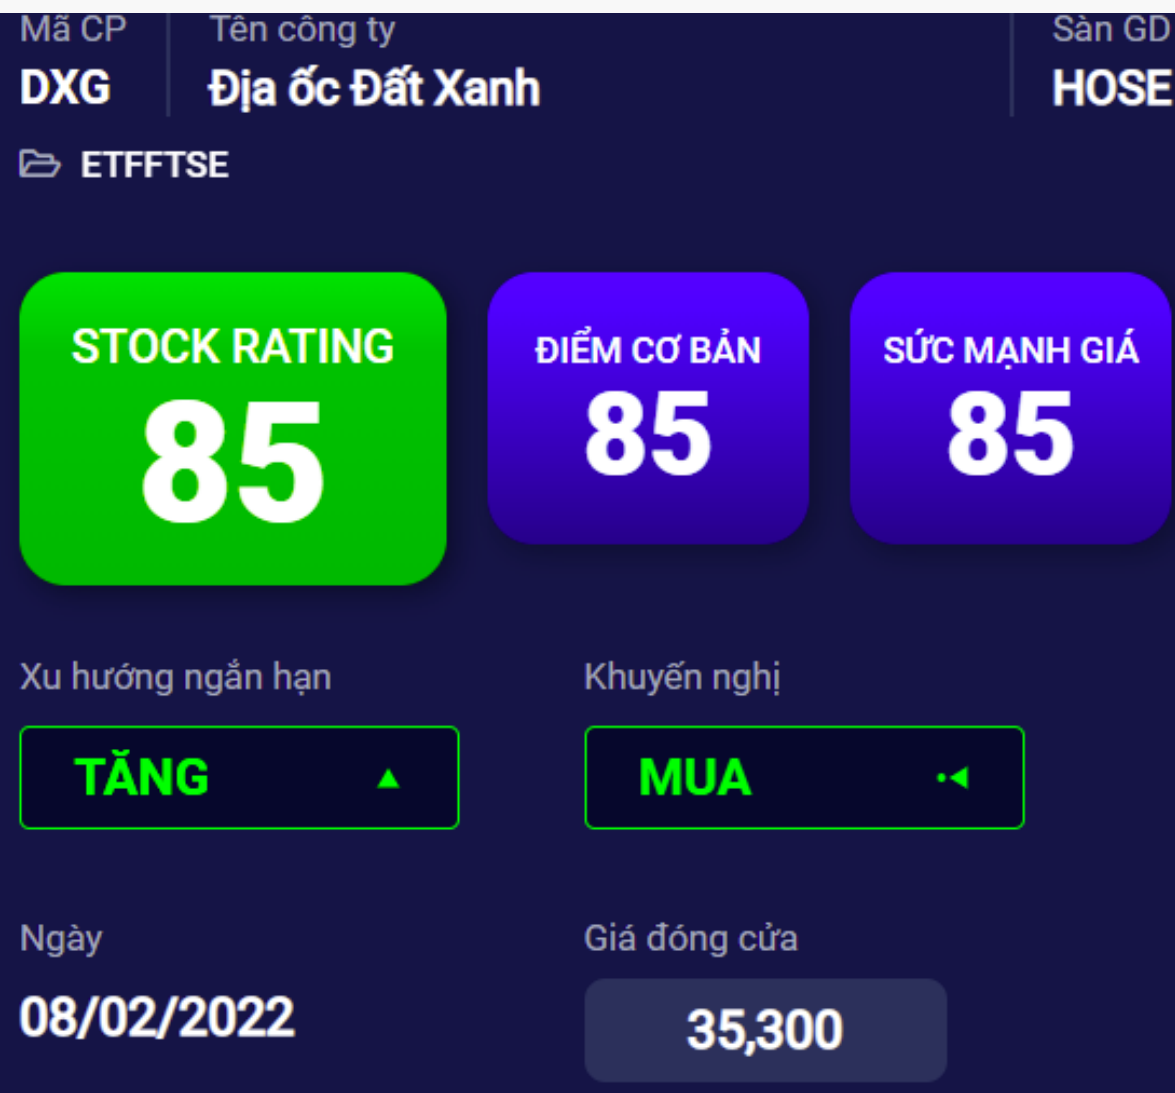 Mã CP Tên công ty Sàn GD
DXG Địa ốc Đất Xanh HOSE
ETFFTSE
STOCK RATING ĐIỂM CƠ BẢN SỨC MẠNH GIÁ
85 85 85
Xu hướng ngắn hạn Khuyến nghị
TĂNG MUA
Ngày Giá đóng cửa
08/02/2022 35,300